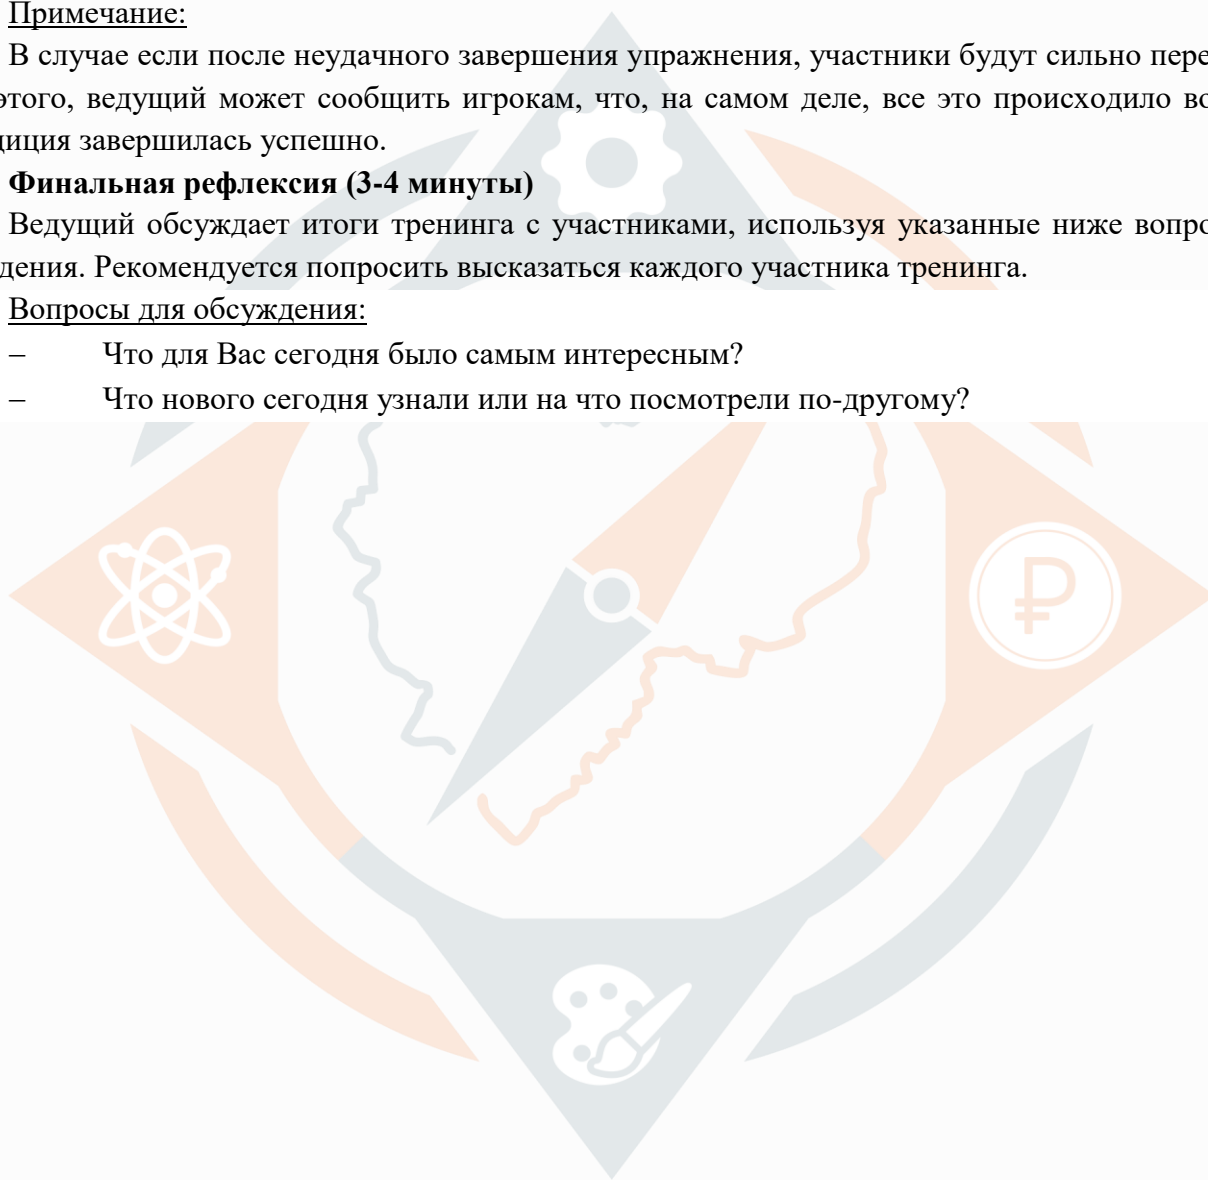 Примечание:
В случае если после неудачного завершения упражнения, участники будут сильно пере
этого, ведущий может сообщить игрокам, что, на самом деле, все это происходило во
диция завершилась успешно.
Финальная рефлексия (3-4 минуты)
Ведущий обсуждает итоги тренинга с участниками, используя указанные ниже вопро
дения. Рекомендуется попросить высказаться каждого участника тренинга.
Вопросы для обсуждения:
– Что для Вас сегодня было самым интересным?
– Что нового сегодня узнали или на что посмотрели по-другому?